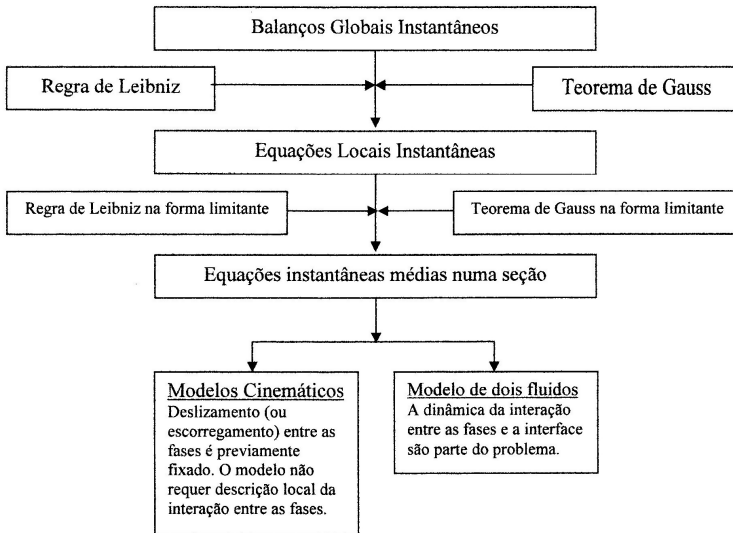 Balanços Globais Instantâneos
Regra de Leibniz
Teorema de Gauss
Equações Locais Instantâneas
Regra de Leibniz na forma limitante
Teorema de Gauss na forma limitante
Equações instantâneas médias numa seção
Modelos Cinemáticos
Deslizamento (ou
escorregamento) entre as
fases é previamente
fixado. O modelo não
requer descrição local da
interação entre as fases.
Modelo de dois fluidos
A dinâmica da interação
entre as fases e a interface
são parte do problema.